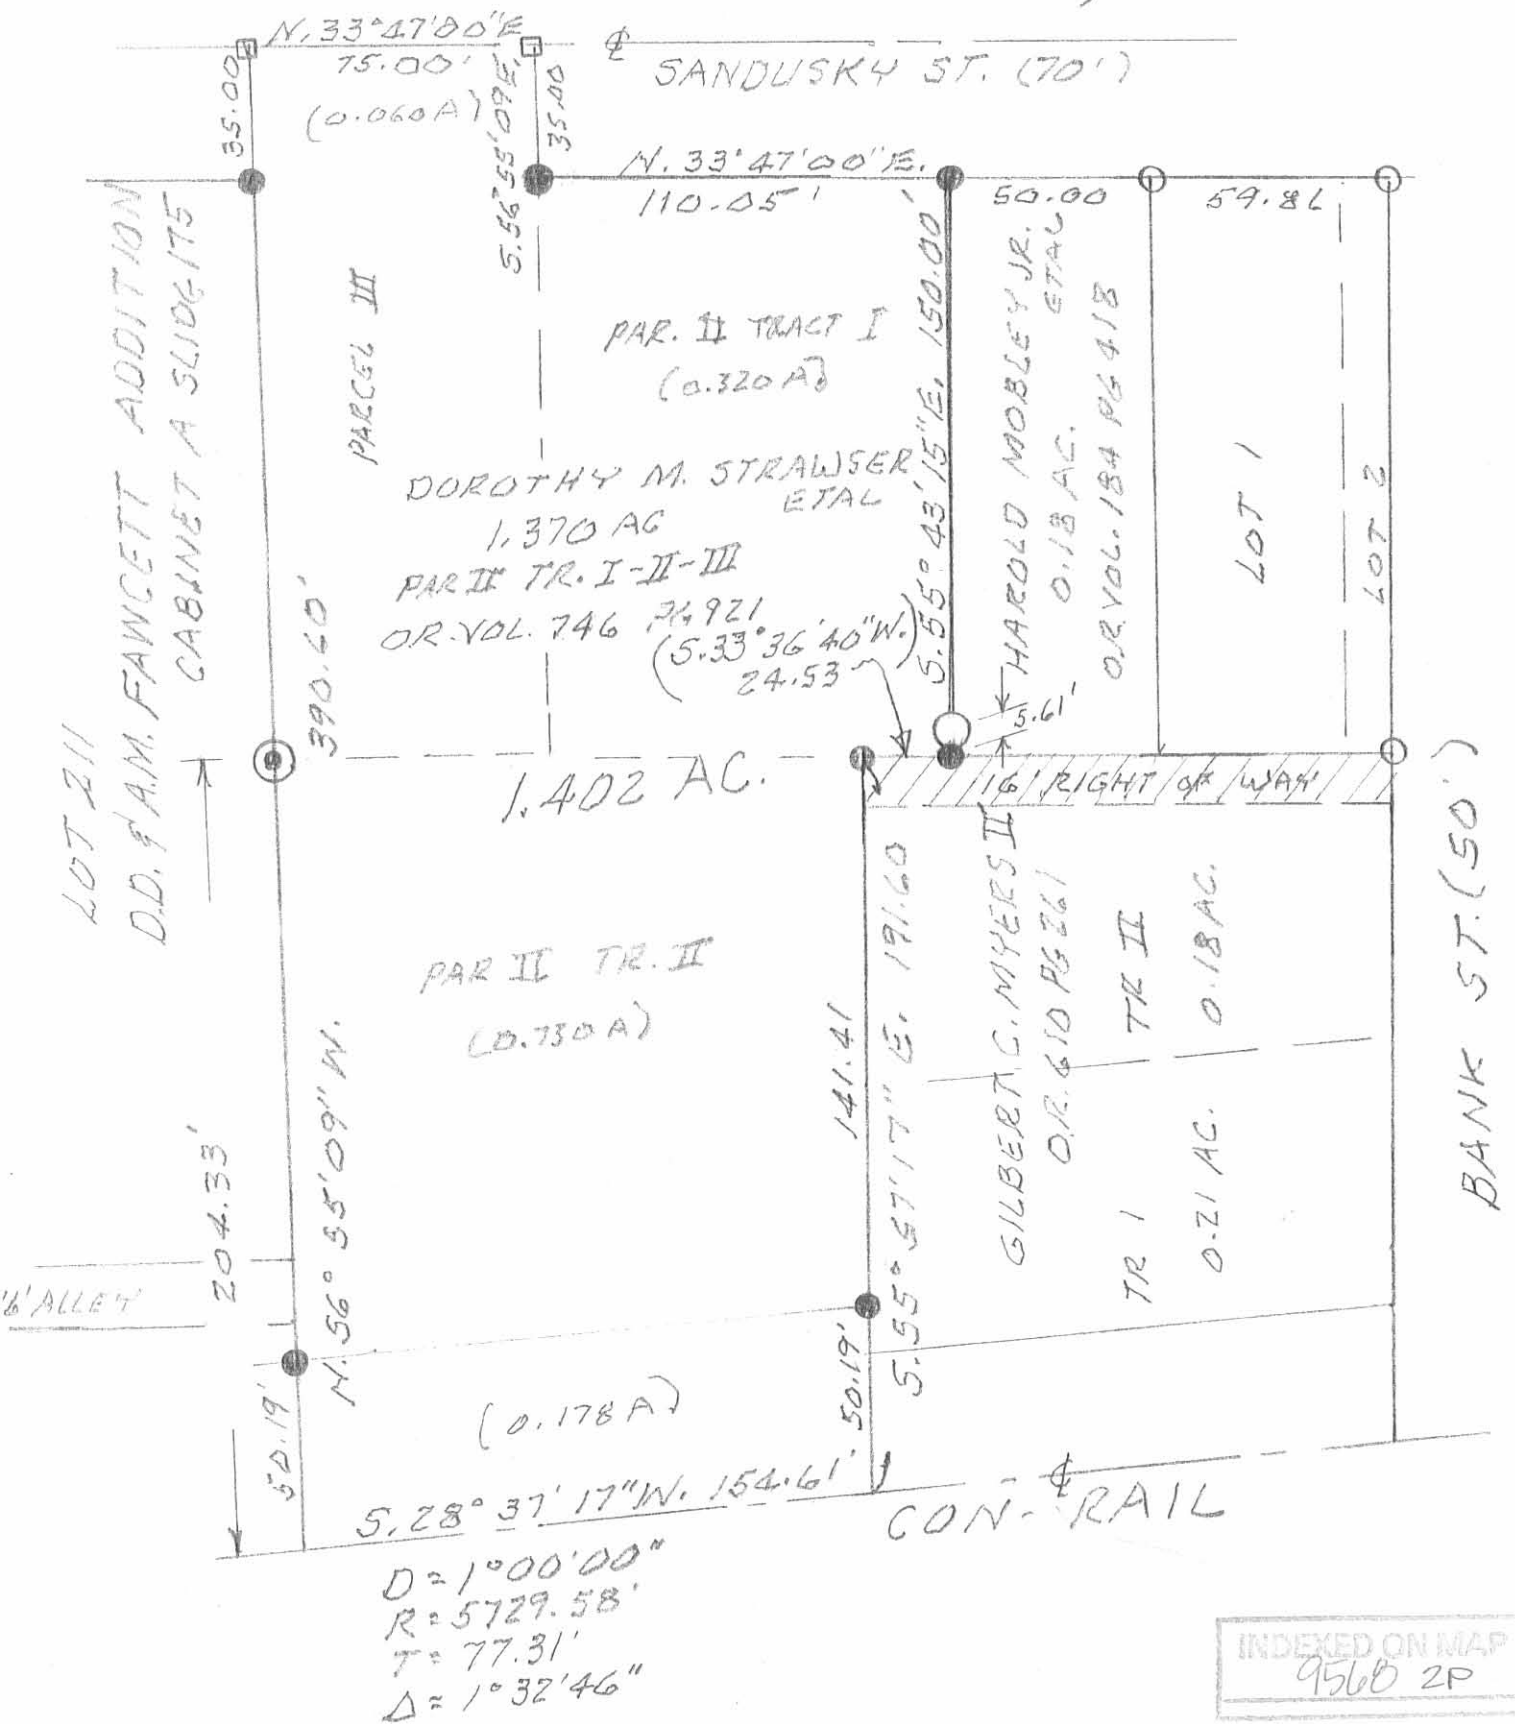 N. 33°47'00"E
75.00'
(0.060A)
35.00
S.56°55'09"E.
35.00
℄
SANDUSKY ST. (70')
N. 33°47'00"E.
110.05'
50.00
59.86
LOT 211
D.D. & A.M. FAWCETT ADDITION
CABINET A SLIDE 175
PARCEL III
PAR. II TRACT I
(0.320 A)
DOROTHY M. STRAWSER
ETAL
1.370 AC
PAR II TR. I-II-III
OR.VOL. 746 PG 921
(S.33°36'40"W.)
24.53
S.55°43'15"E. 150.00'
HAROLD MOBLEY JR.
ETAL
0.18 AC.
O.R.VOL. 184 PG 418
LOT 1
LOT 2
5.61'
390.60'
1.402 AC.
16' RIGHT OF WAY
BANK ST. (50')
PAR II TR. II
(0.730 A)
N. 56° 55' 09" W.
204.33'
16' ALLEY
50.19'
141.41
50.19'
S.55° 57' 17" E. 191.60
GILBERT C. MYERS II
O.R. 610 PG 261
TR II
0.18 AC.
TR 1
0.21 AC.
(0.178 A)
S.28° 37' 17"W. 154.61'
℄
CON-RAIL
D = 1°00'00"
R = 5729.58'
T = 77.31'
Δ = 1°32'46"
INDEXED ON MAP
9568 2P